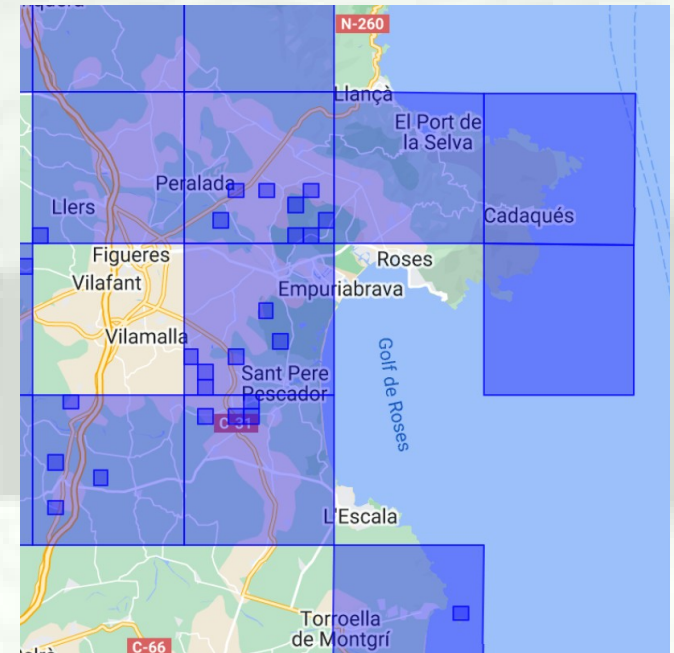 N-260
Llançà
El Port de
la Selva
Peralada
Llers
Cadaqués
Figueres
Roses
Vilafant
Empuriabrava
Vilamalla
Golf de Roses
Sant Pere
Pescador
C-31
L'Escala
Torroella
de Montgrí
C-66